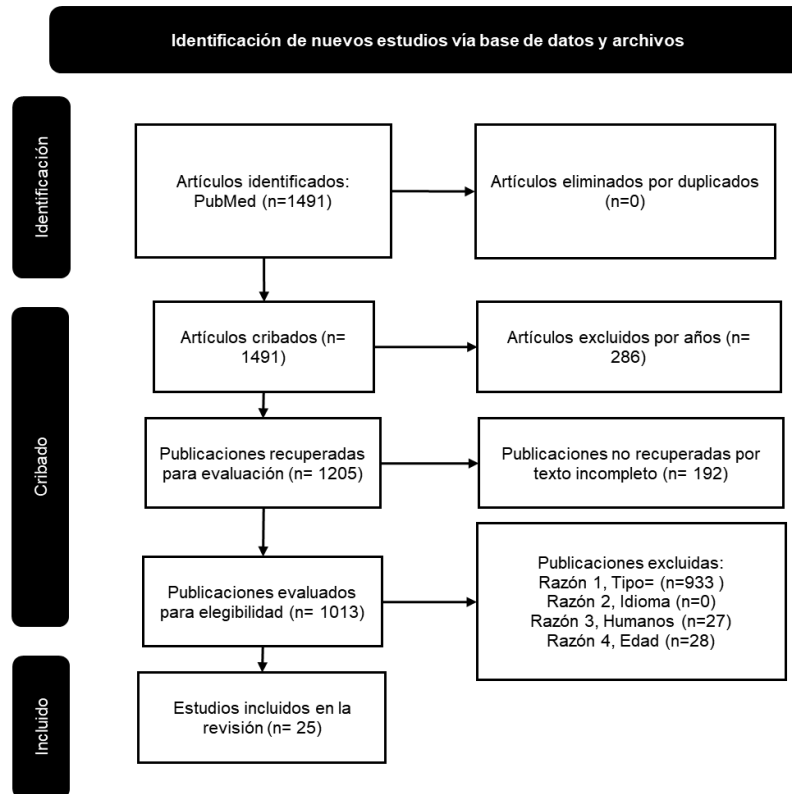 Identificación de nuevos estudios vía base de datos y archivos
Identificación
Artículos identificados:
PubMed (n=1491)
Artículos eliminados por duplicados
(n=0)
Cribado
Artículos cribados (n=
1491)
Artículos excluidos por años (n=
286)
Publicaciones recuperadas
para evaluación (n= 1205)
Publicaciones no recuperadas por
texto incompleto (n= 192)
Publicaciones evaluados
para elegibilidad (n= 1013)
Publicaciones excluidas:
Razón 1, Tipo= (n=933 )
Razón 2, Idioma (n=0)
Razón 3, Humanos (n=27)
Razón 4, Edad (n=28)
Incluido
Estudios incluidos en la
revisión (n= 25)